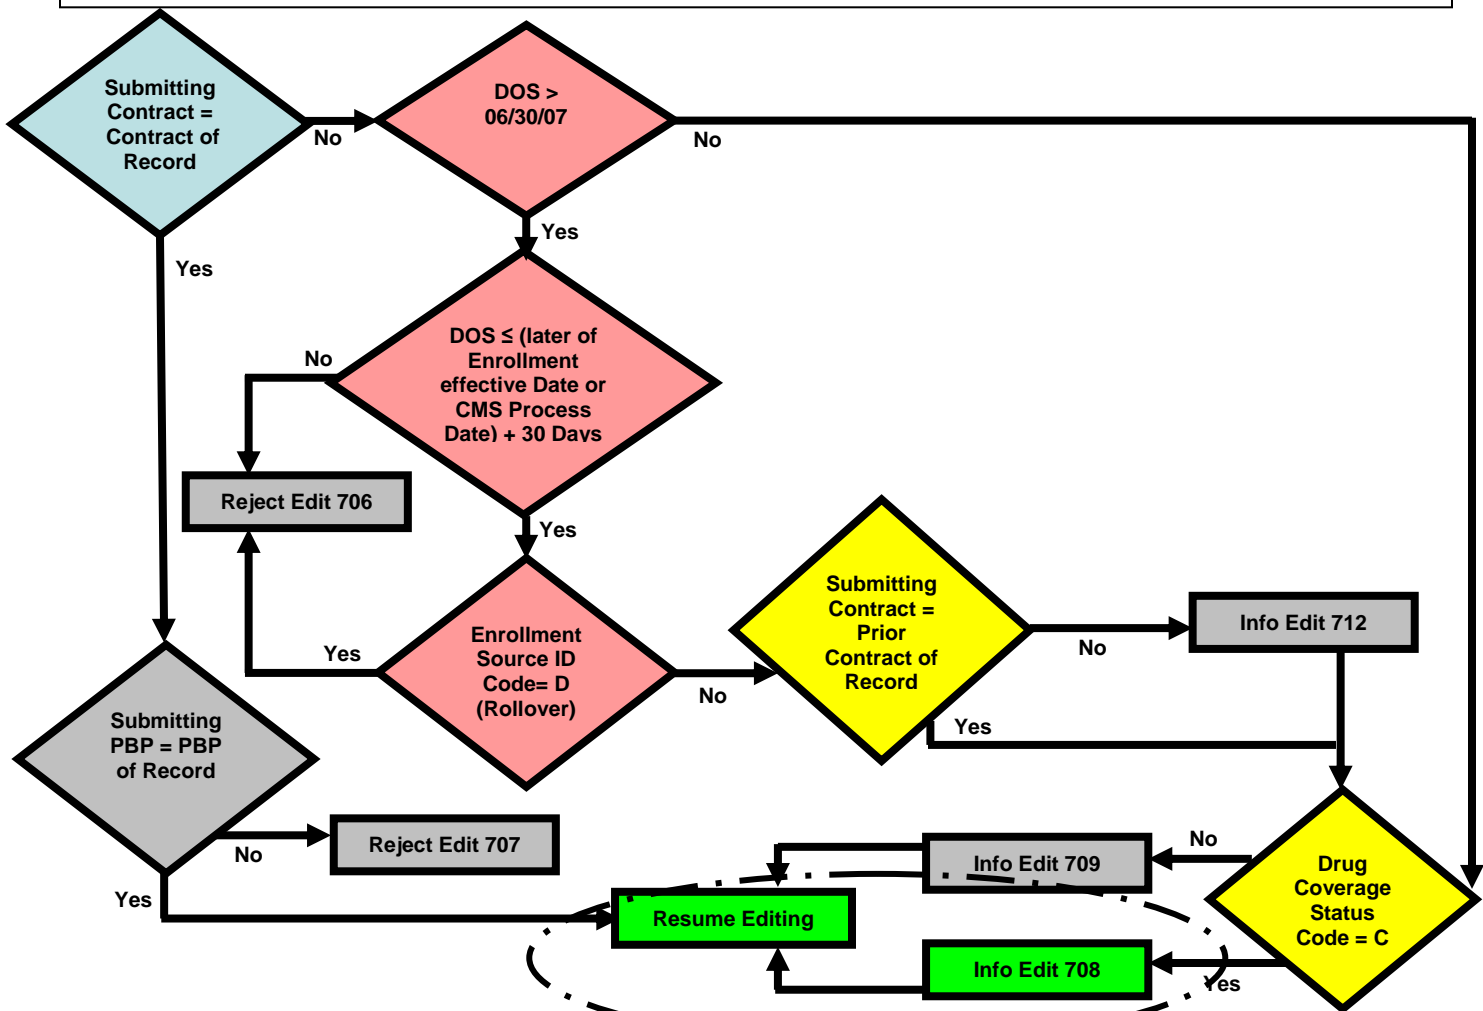 Submitting
Contract =
Contract of
Record
No
DOS >
06/30/07
No
Yes
Yes
DOS ≤ (later of
Enrollment
effective Date or
CMS Process
Date) + 30 Days
No
Reject Edit 706
Yes
Enrollment
Source ID
Code= D
(Rollover)
Yes
No
Submitting
Contract =
Prior
Contract of
Record
No
Info Edit 712
Yes
Submitting
PBP = PBP
of Record
No
Reject Edit 707
Yes
Resume Editing
Info Edit 709
No
Drug
Coverage
Status
Code = C
Info Edit 708
Yes